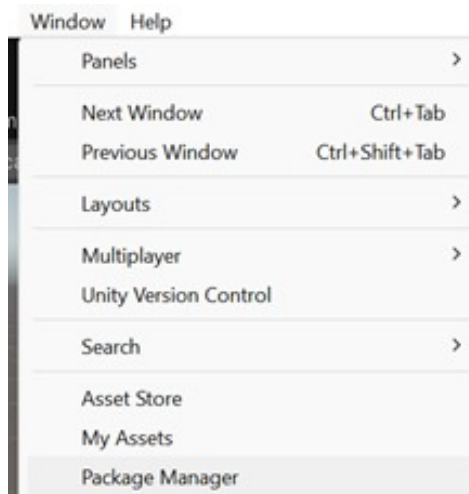 Window Help
Panels >
Next Window Ctrl+Tab
Previous Window Ctrl+Shift+Tab
Layouts >
Multiplayer >
Unity Version Control
Search >
Asset Store
My Assets
Package Manager